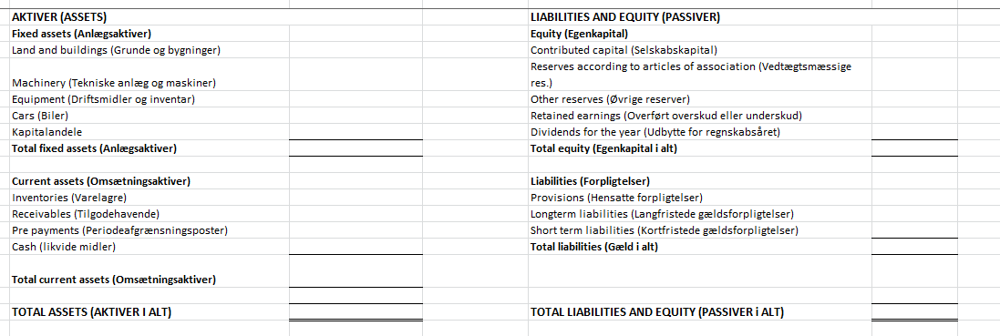 AKTIVER (ASSETS)
Fixed assets (Anlægsaktiver)
Land and buildings (Grunde og bygninger)
Machinery (Tekniske anlæg og maskiner)
Equipment (Driftsmidler og inventar)
Cars (Biler)
Kapitalandele
Total fixed assets (Anlægsaktiver)
Current assets (Omsætningsaktiver)
Inventories (Varelagre)
Receivables (Tilgodehavende)
Pre payments (Periodeafgrænsningsposter)
Cash (likvide midler)
Total current assets (Omsætningsaktiver)
TOTAL ASSETS (AKTIVER I ALT)
LIABILITIES AND EQUITY (PASSIVER)
Equity (Egenkapital)
Contributed capital (Selskabskapital)
Reserves according to articles of association (Vedtægtsmæssige
res.)
Other reserves (Øvrige reserver)
Retained earnings (Overført overskud eller underskud)
Dividends for the year (Udbytte for regnskabsåret)
Total equity (Egenkapital i alt)
Liabilities (Forpligtelser)
Provisions (Hensatte forpligtelser)
Longterm liabilities (Langfristede gældsforpligtelser)
Short term liabilities (Kortfristede gældsforpligtelser)
Total liabilities (Gæld i alt)
TOTAL LIABILITIES AND EQUITY (PASSIVER i ALT)